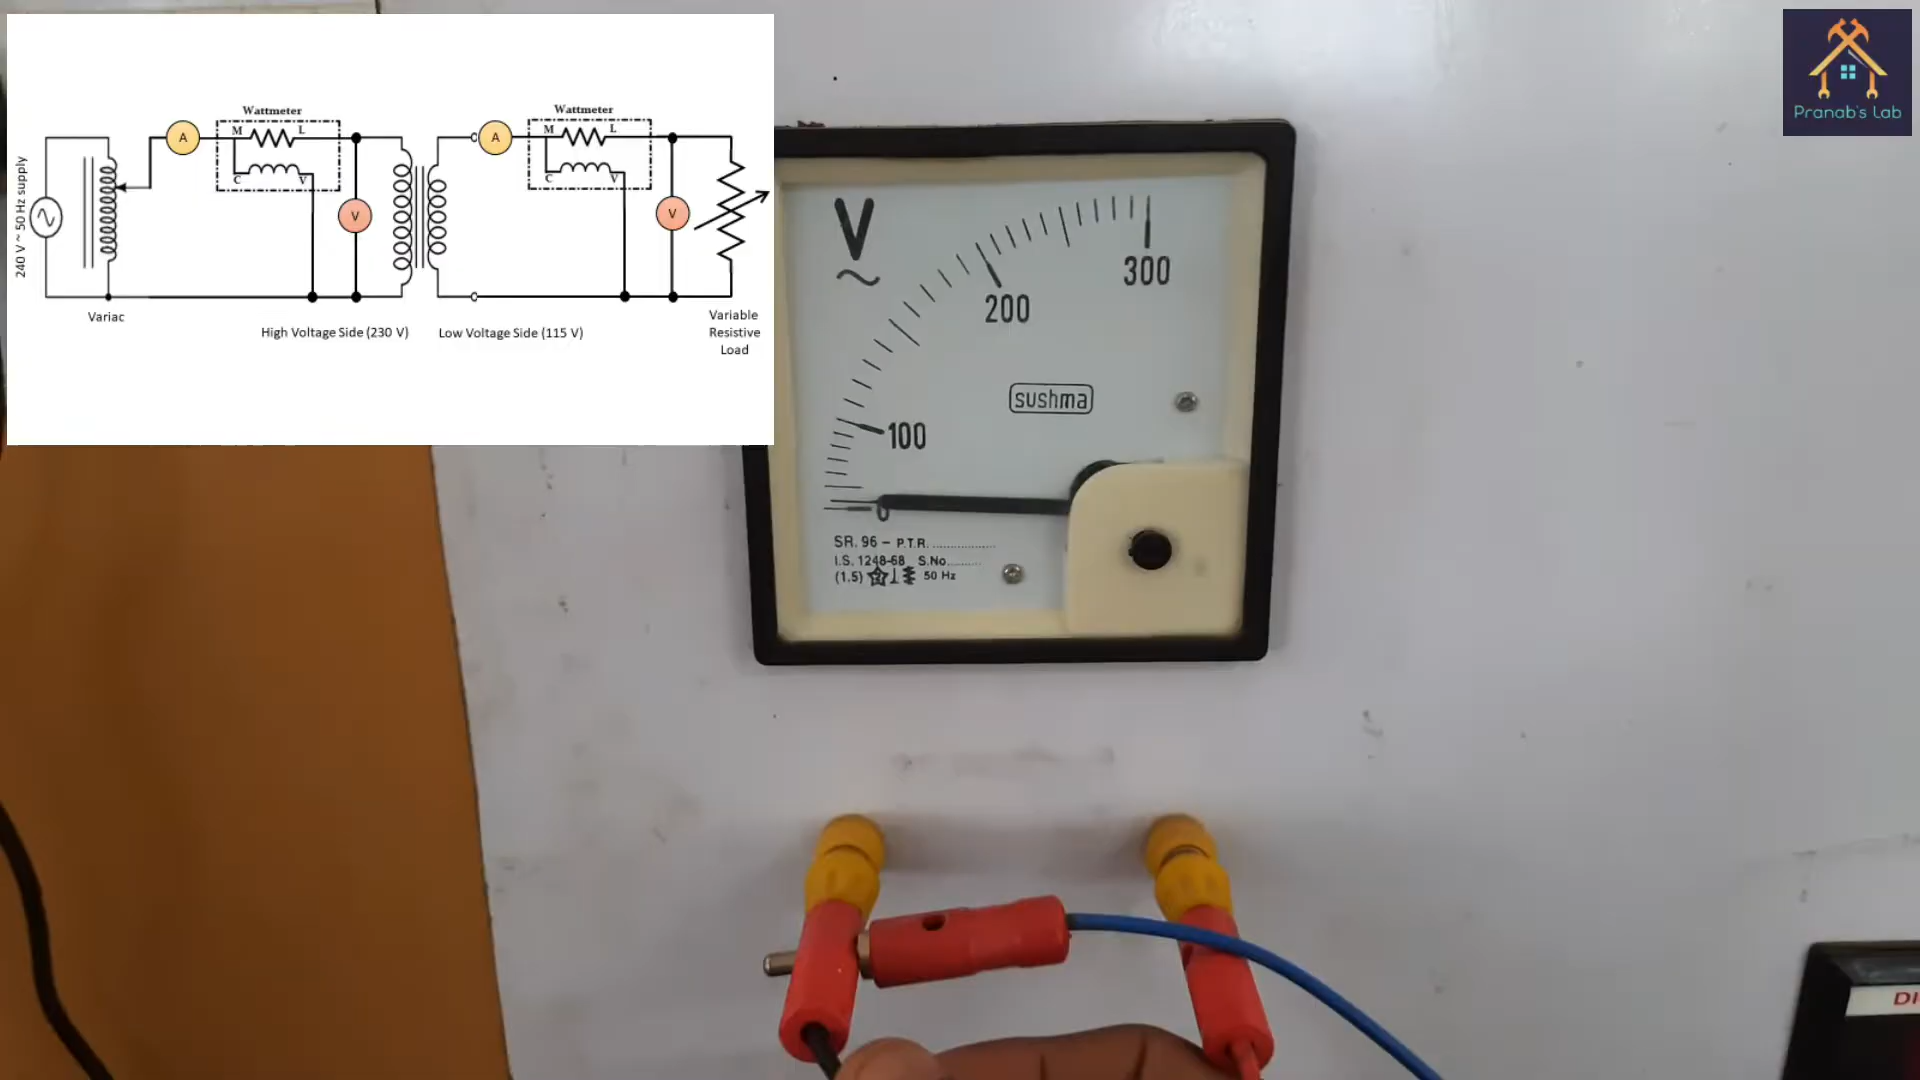 Wattmeter
M
L
A
C
V
V
240 V ~ 50 Hz supply
Variac
High Voltage Side (230 V)
Wattmeter
A
M
L
C
V
V
Low Voltage Side (115 V)
Variable
Resistive
Load
Pranab's Lab
V
300
200
100
0
sushma
SR. 96 - P.T.R. ..................
I.S. 1248-68 S.No..........
(1.5) 2 50 Hz
DI